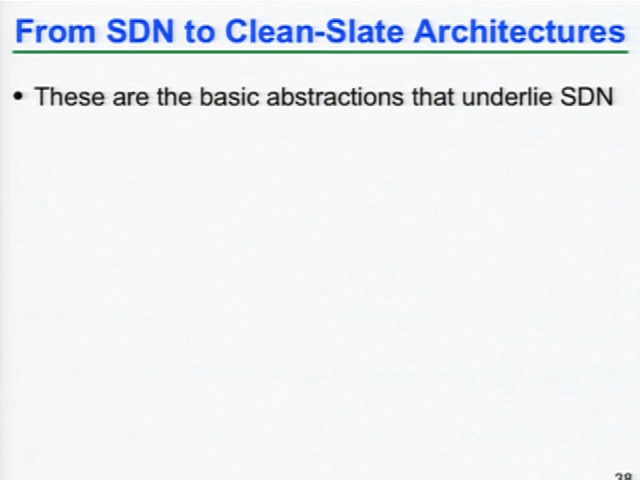 From SDN to Clean-Slate Architectures
• These are the basic abstractions that underlie SDN
38